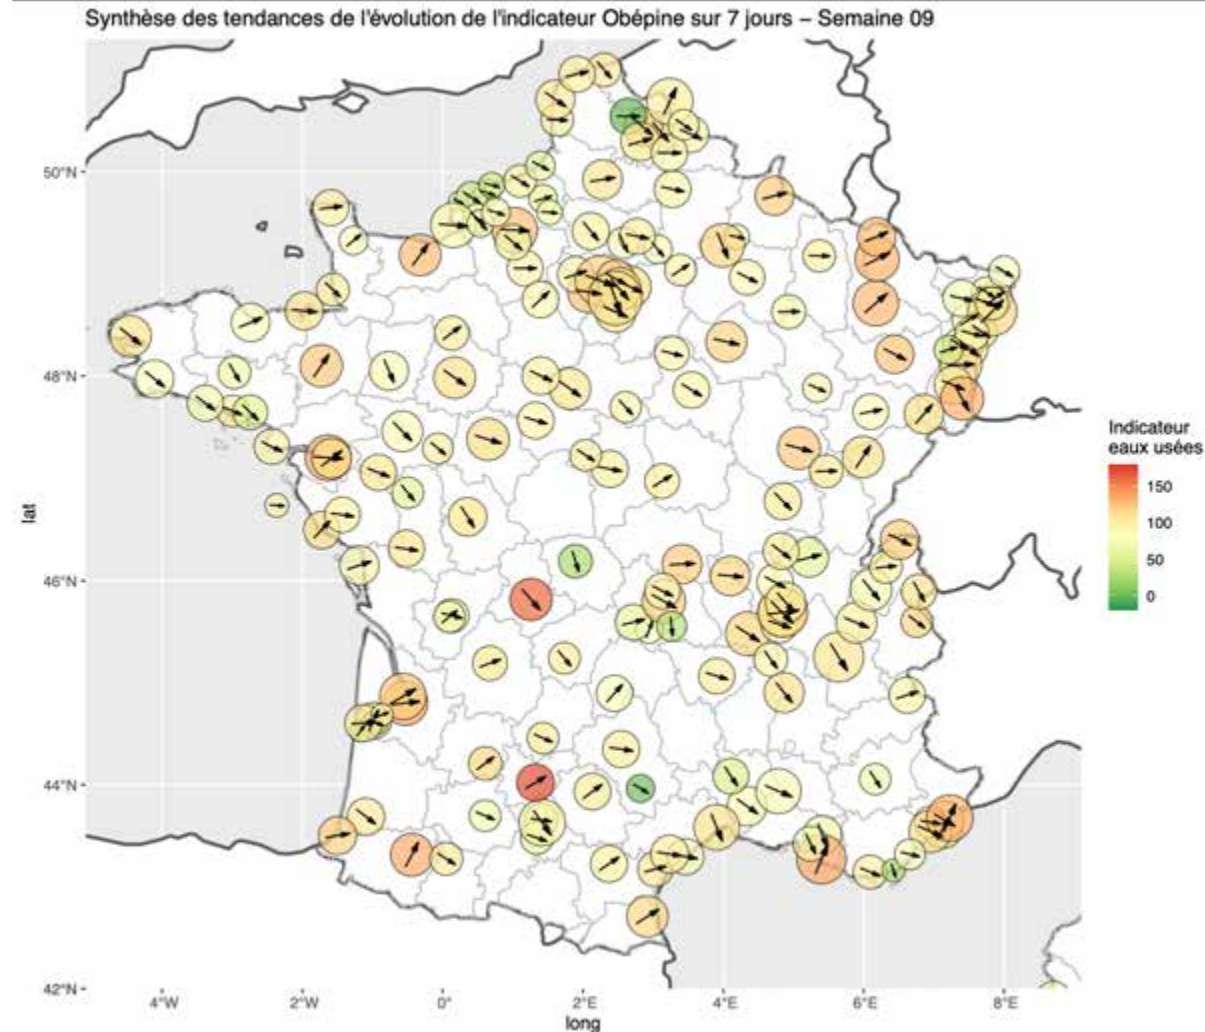 Synthèse des tendances de l'évolution de l'indicateur Obépine sur 7 jours – Semaine 09
50°N
48°N
46°N
44°N
42°N
lat
4°W
2°W
0°
2°E
4°E
6°E
8°E
long
Indicateur
eaux usées
150
100
50
0